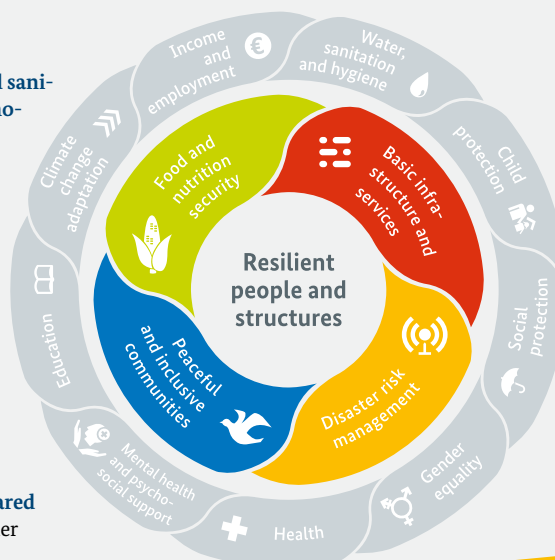 l sani-
no-
ared
er
Income
and
employment
€
Water,
sanitation
and hygiene
Child
protection
Social
protection
Gender
equality
Health
Mental health
and psycho-
social support
Education
Climate
change
adaptation
Food and
nutrition
security
Basic infra-
structure and
services
Disaster risk
management
Peaceful
and inclusive
communities
Resilient
people and
structures